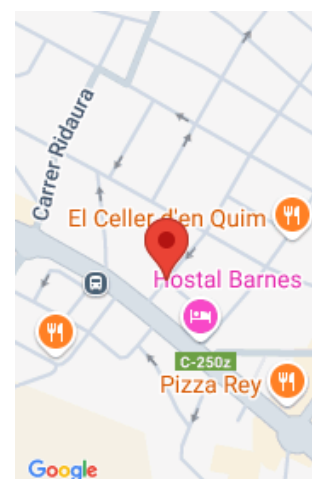 Carrer Ridaura
El Celler d'en Quim
Hostal Barnes
C-250z
Pizza Rey
Google